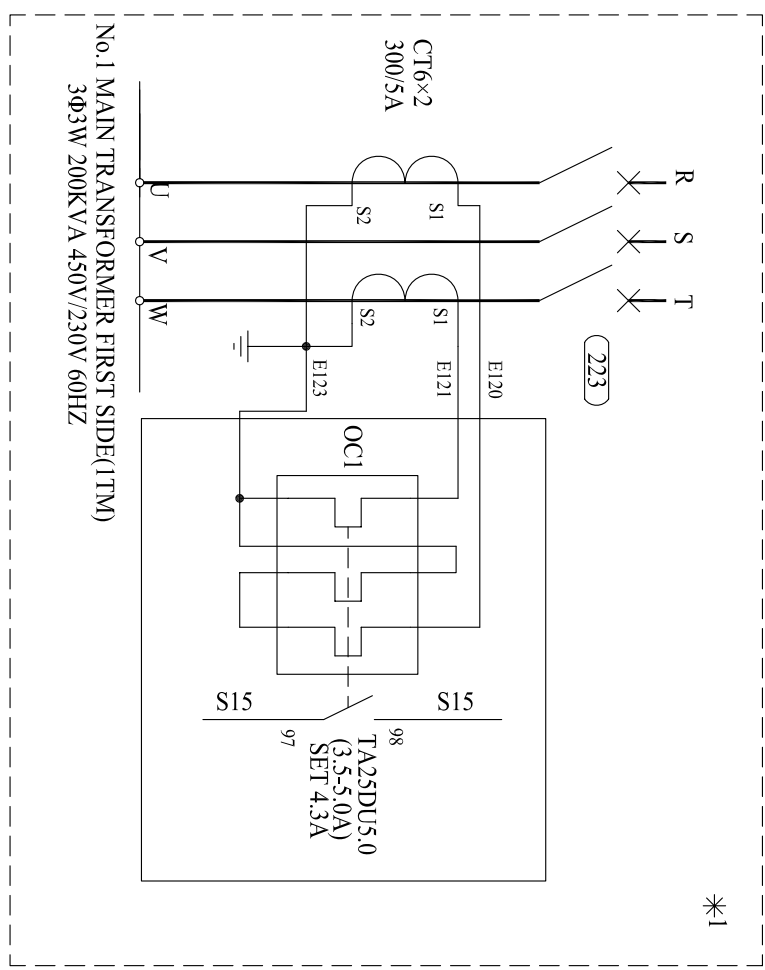 *1
R
S
T
223
CT6×2
300/5A
S1
S2
S1
S2
E120
E121
E123
U
V
W
OC1
S15
S15
98
97
TA25DU5.0
(3.5-5.0A)
SET 4.3A
No.1 MAIN TRANSFORMER FIRST SIDE(1TM)
3Φ3W 200KVA 450V/230V 60HZ